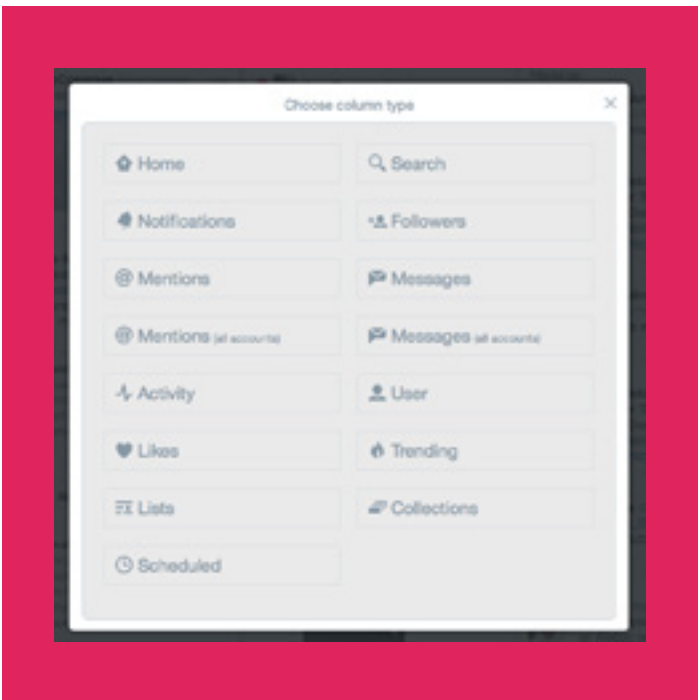 Choose column type
Home
Search
Notifications
Followers
Mentions
Messages
Mentions (all accounts)
Messages (all accounts)
Activity
User
Likes
Trending
Lists
Collections
Scheduled